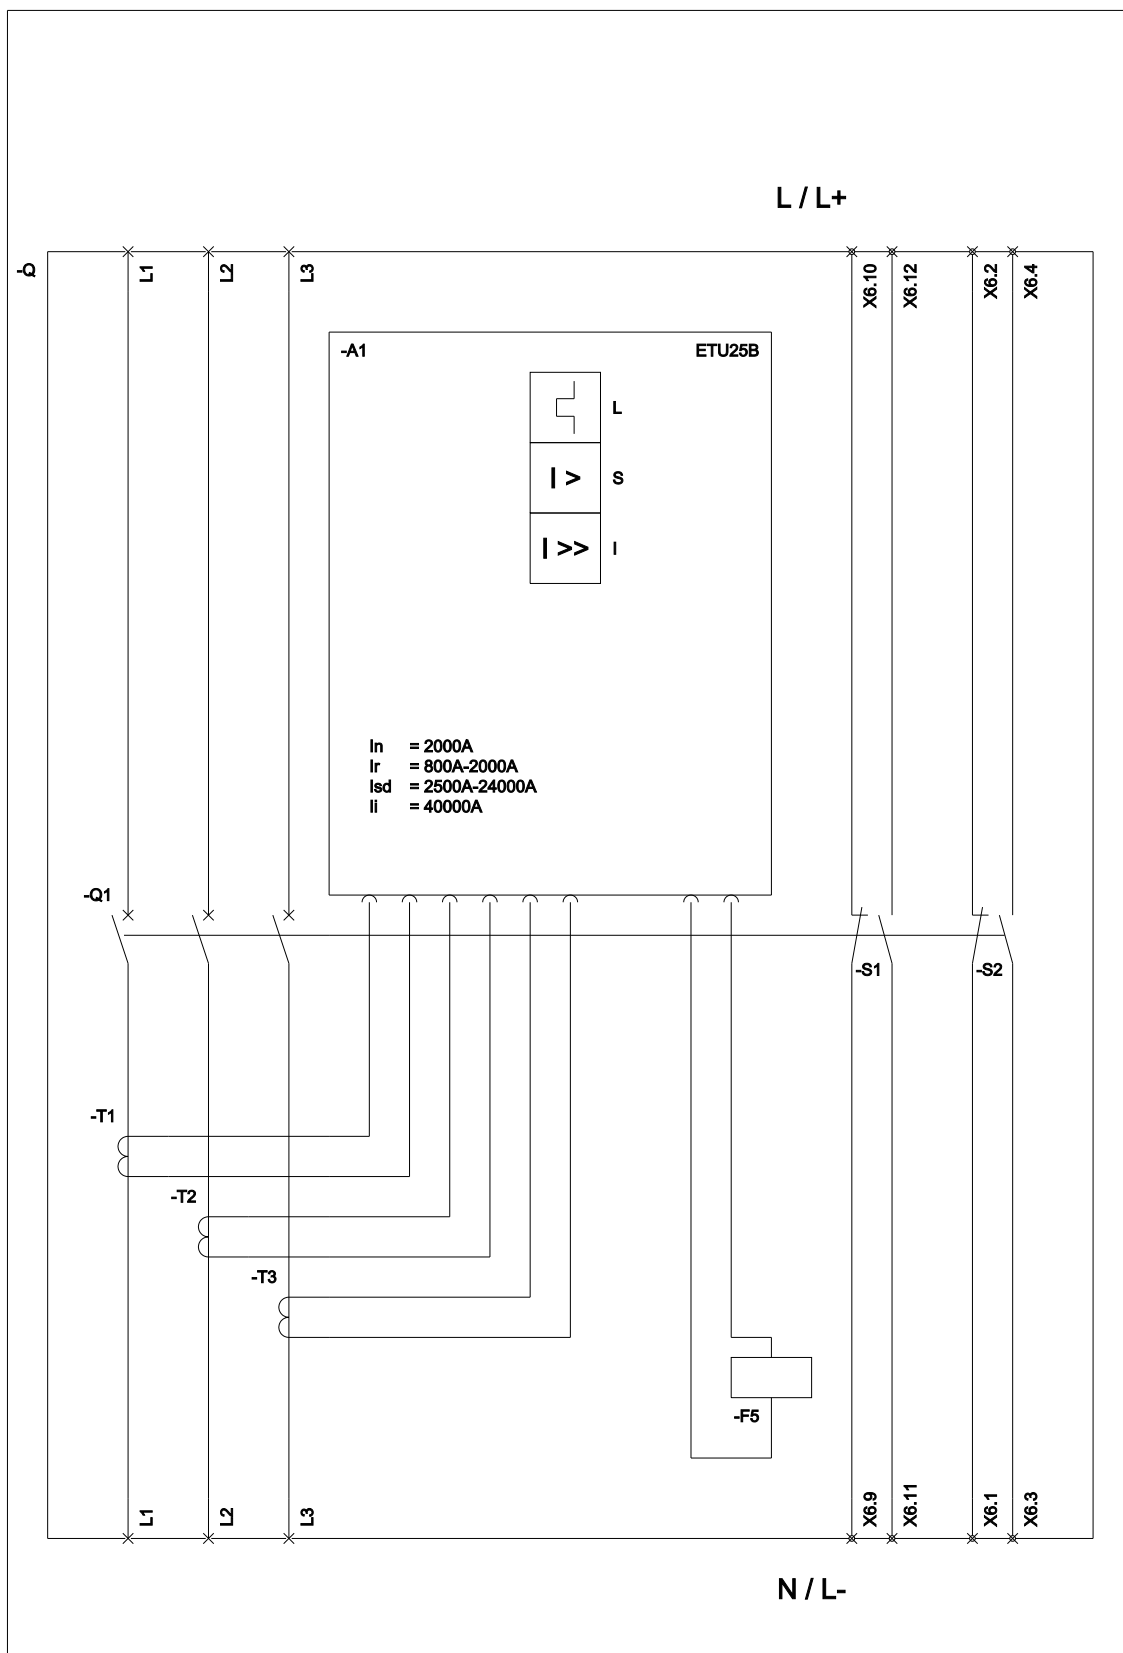 L / L+
-Q
L1
L2
L3
X6.10
X6.12
X6.2
X6.4
-A1 ETU25B
L
I > S
I >> I
In = 2000A
Ir = 800A-2000A
Isd = 2500A-24000A
Ii = 40000A
-Q1
-S1
-S2
-T1
-T2
-T3
-F5
L1
L2
L3
X6.9
X6.11
X6.1
X6.3
N / L-